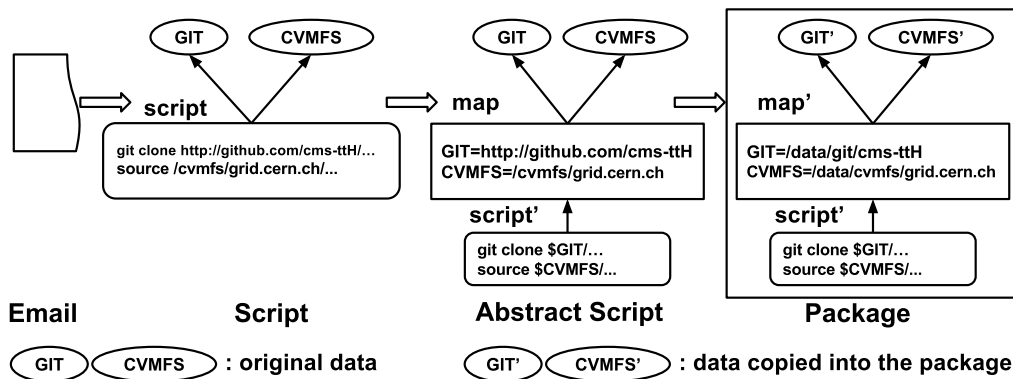 GIT CVMFS GIT CVMFS GIT’ CVMFS’
script map map’
git clone http://github.com/cms-ttH/…
source /cvmfs/grid.cern.ch/...
GIT=http://github.com/cms-ttH
CVMFS=/cvmfs/grid.cern.ch
GIT=/data/git/cms-ttH
CVMFS=/data/cvmfs/grid.cern.ch
script’ script’
git clone $GIT/…
source $CVMFS/...
git clone $GIT/…
source $CVMFS/...
Email Script Abstract Script Package
GIT CVMFS : original data GIT’ CVMFS’ : data copied into the package